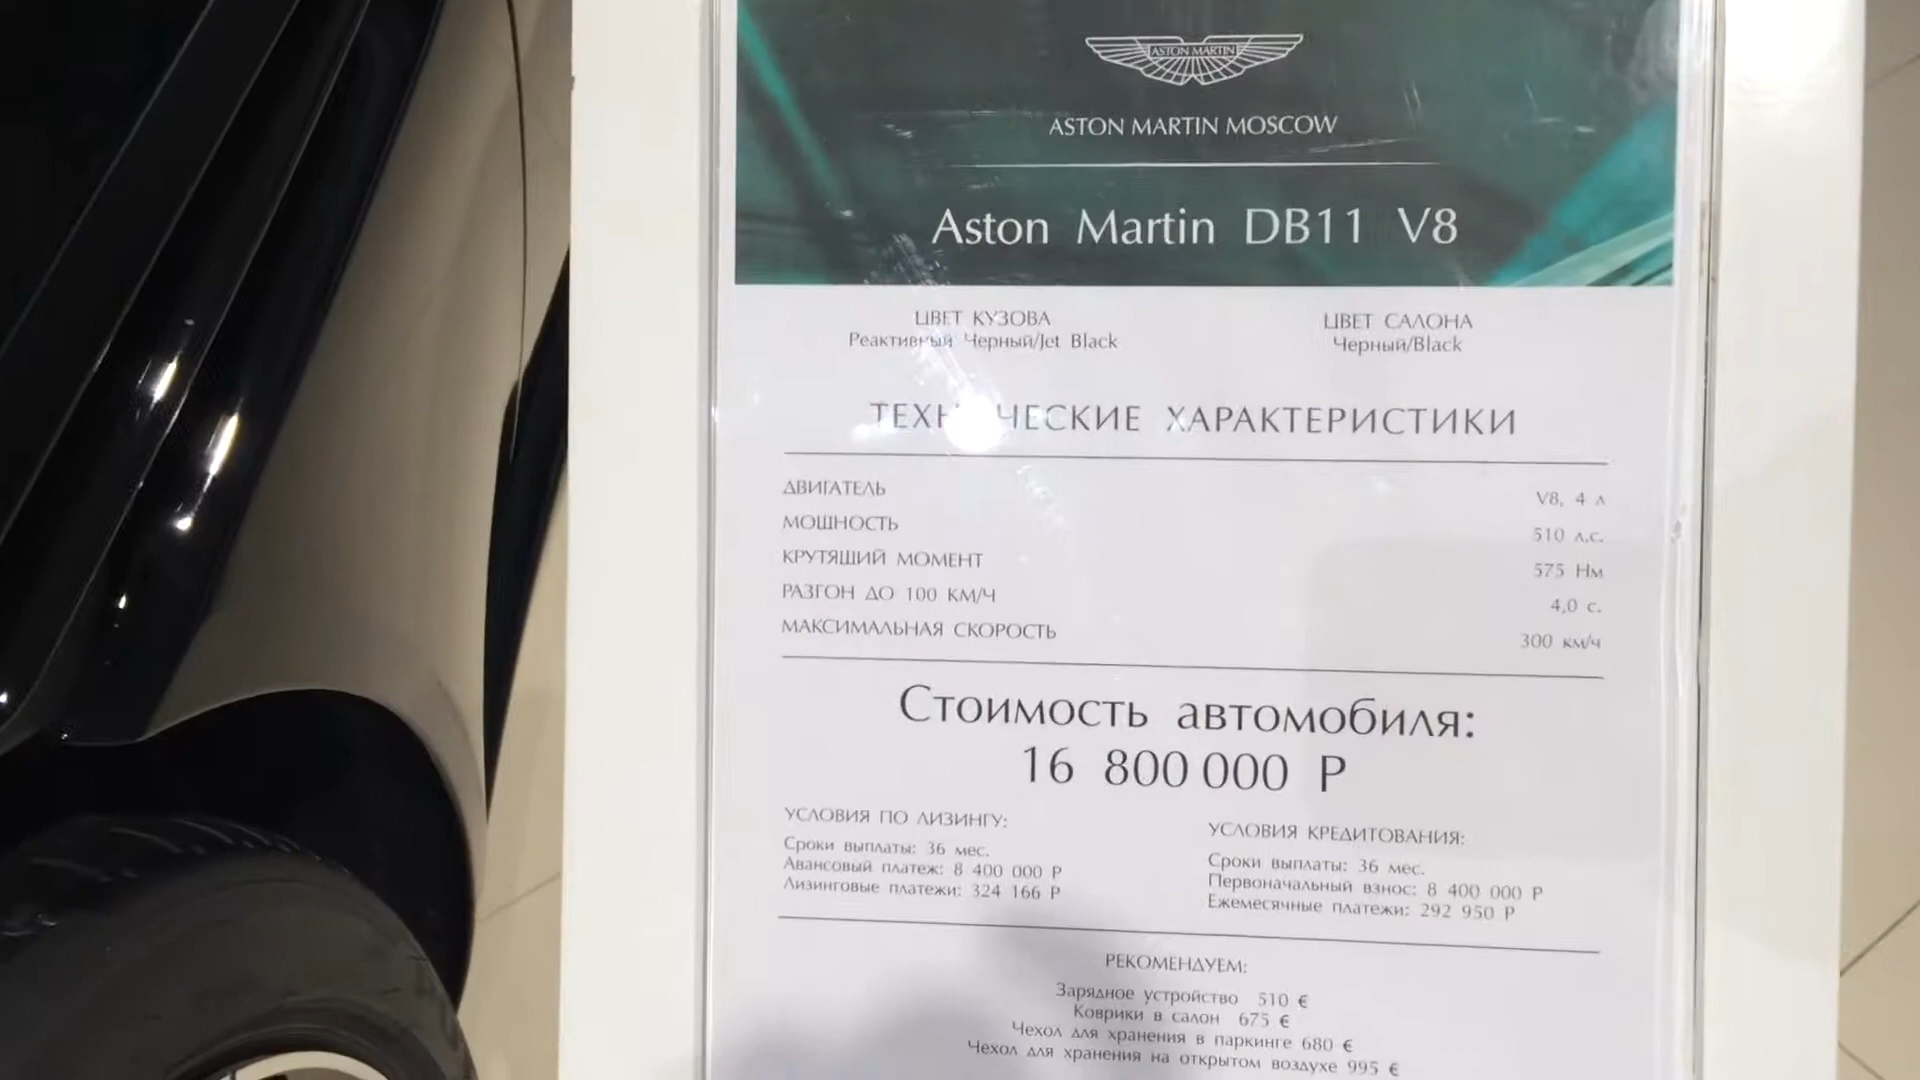 ASTON MARTIN
ASTON MARTIN MOSCOW
Aston Martin DB11 V8
ЦВЕТ КУЗОВА
Реактивный Черный/Jet Black
ЦВЕТ САЛОНА
Черный/Black
ТЕХНИЧЕСКИЕ ХАРАКТЕРИСТИКИ
ДВИГАТЕЛЬ V8, 4 л
МОЩНОСТЬ 510 л.с.
КРУТЯЩИЙ МОМЕНТ 575 Нм
РАЗГОН ДО 100 КМ/Ч 4,0 с.
МАКСИМАЛЬНАЯ СКОРОСТЬ 300 км/ч
Стоимость автомобиля:
16 800 000 Р
УСЛОВИЯ ПО ЛИЗИНГУ:
Сроки выплаты: 36 мес.
Авансовый платеж: 8 400 000 Р
Лизинговые платежи: 324 166 Р
УСЛОВИЯ КРЕДИТОВАНИЯ:
Сроки выплаты: 36 мес.
Первоначальный взнос: 8 400 000 Р
Ежемесячные платежи: 292 950 Р
РЕКОМЕНДУЕМ:
Зарядное устройство 510 €
Коврики в салон 675 €
Чехол для хранения в паркинге 680 €
Чехол для хранения на открытом воздухе 995 €